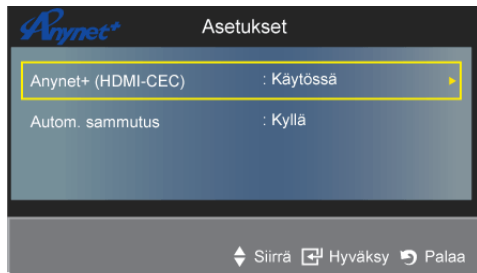 Anynet+ Asetukset
Anynet+ (HDMI-CEC) : Käytössä
Autom. sammutus : Kyllä
Siirrä Hyväksy Palaa